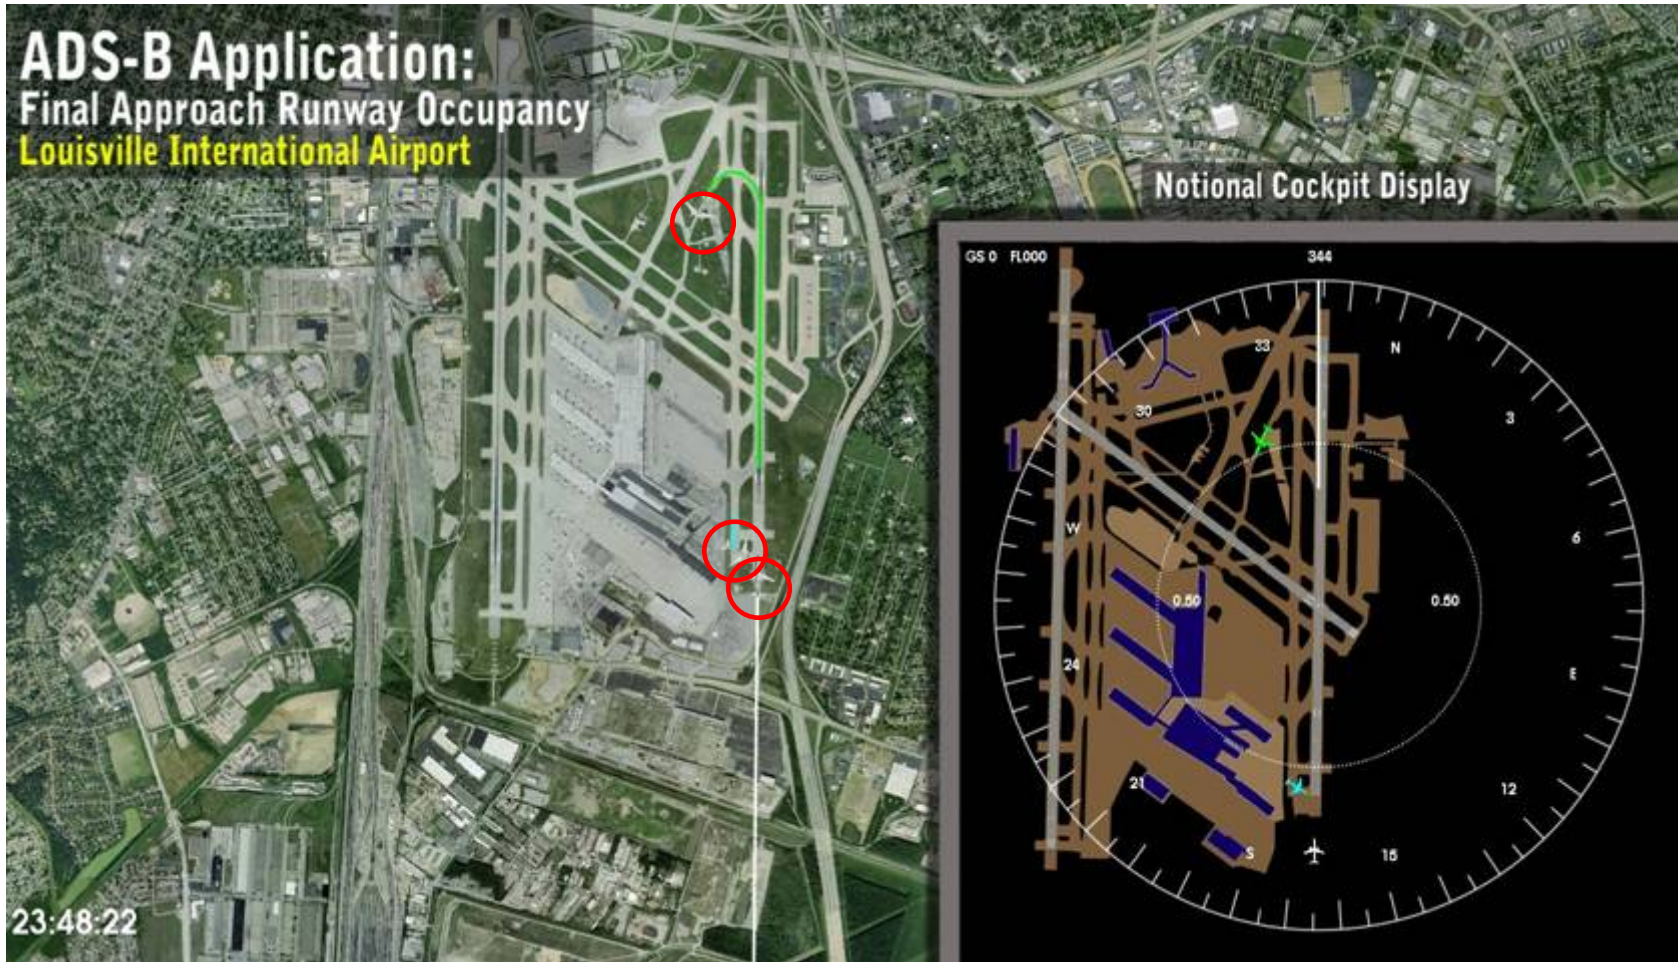 ADS-B Application:
Final Approach Runway Occupancy
Louisville International Airport
Notional Cockpit Display
GS 0 FL000
344
33
N
30
3
W
6
0.50
0.50
24
E
21
12
S
15
23:48:22